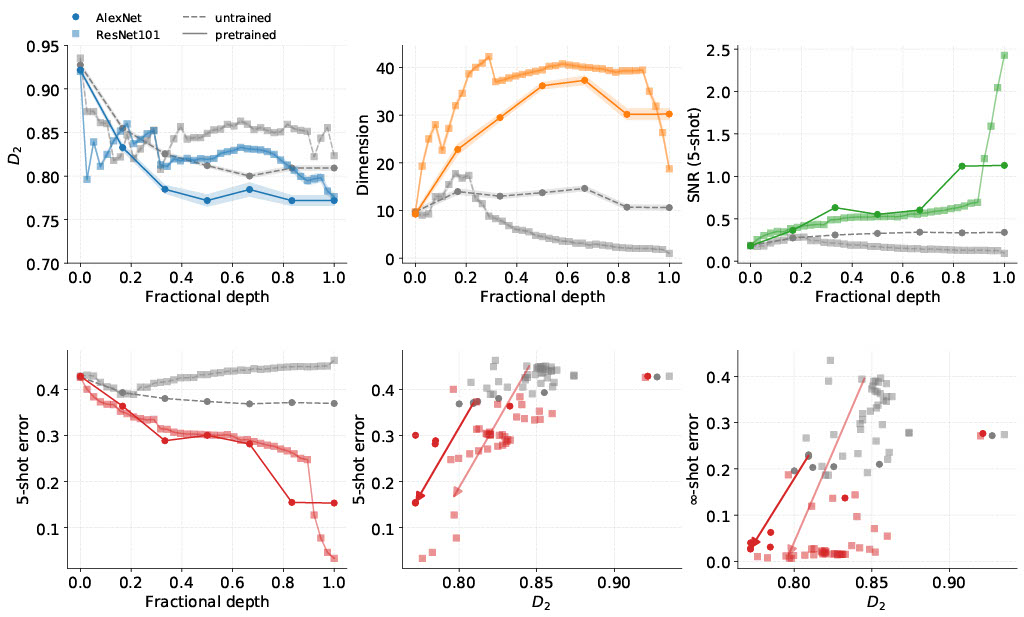 AlexNet
ResNet101
untrained
pretrained
0.95
0.90
0.85
0.80
0.75
0.70
D2
0.0 0.2 0.4 0.6 0.8 1.0
Fractional depth
40
30
20
10
0
Dimension
0.0 0.2 0.4 0.6 0.8 1.0
Fractional depth
2.5
2.0
1.5
1.0
0.5
0.0
SNR (5-shot)
0.0 0.2 0.4 0.6 0.8 1.0
Fractional depth
0.4
0.3
0.2
0.1
5-shot error
0.0 0.2 0.4 0.6 0.8 1.0
Fractional depth
0.4
0.3
0.2
0.1
5-shot error
0.80 0.85 0.90
D2
0.4
0.3
0.2
0.1
0.0
∞-shot error
0.80 0.85 0.90
D2